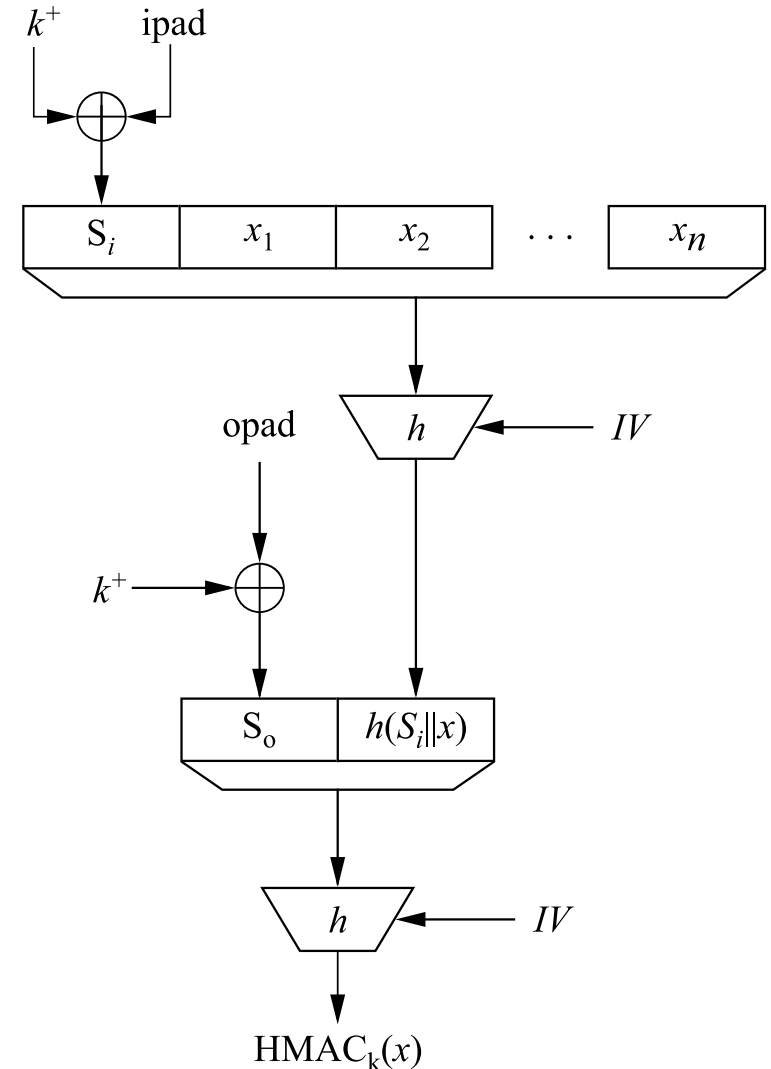 k⁺ ipad
Sᵢ x₁ x₂ . . . xₙ
h IV
opad
k⁺
Sₒ h(Sᵢ||x)
h IV
HMACₖ(x)